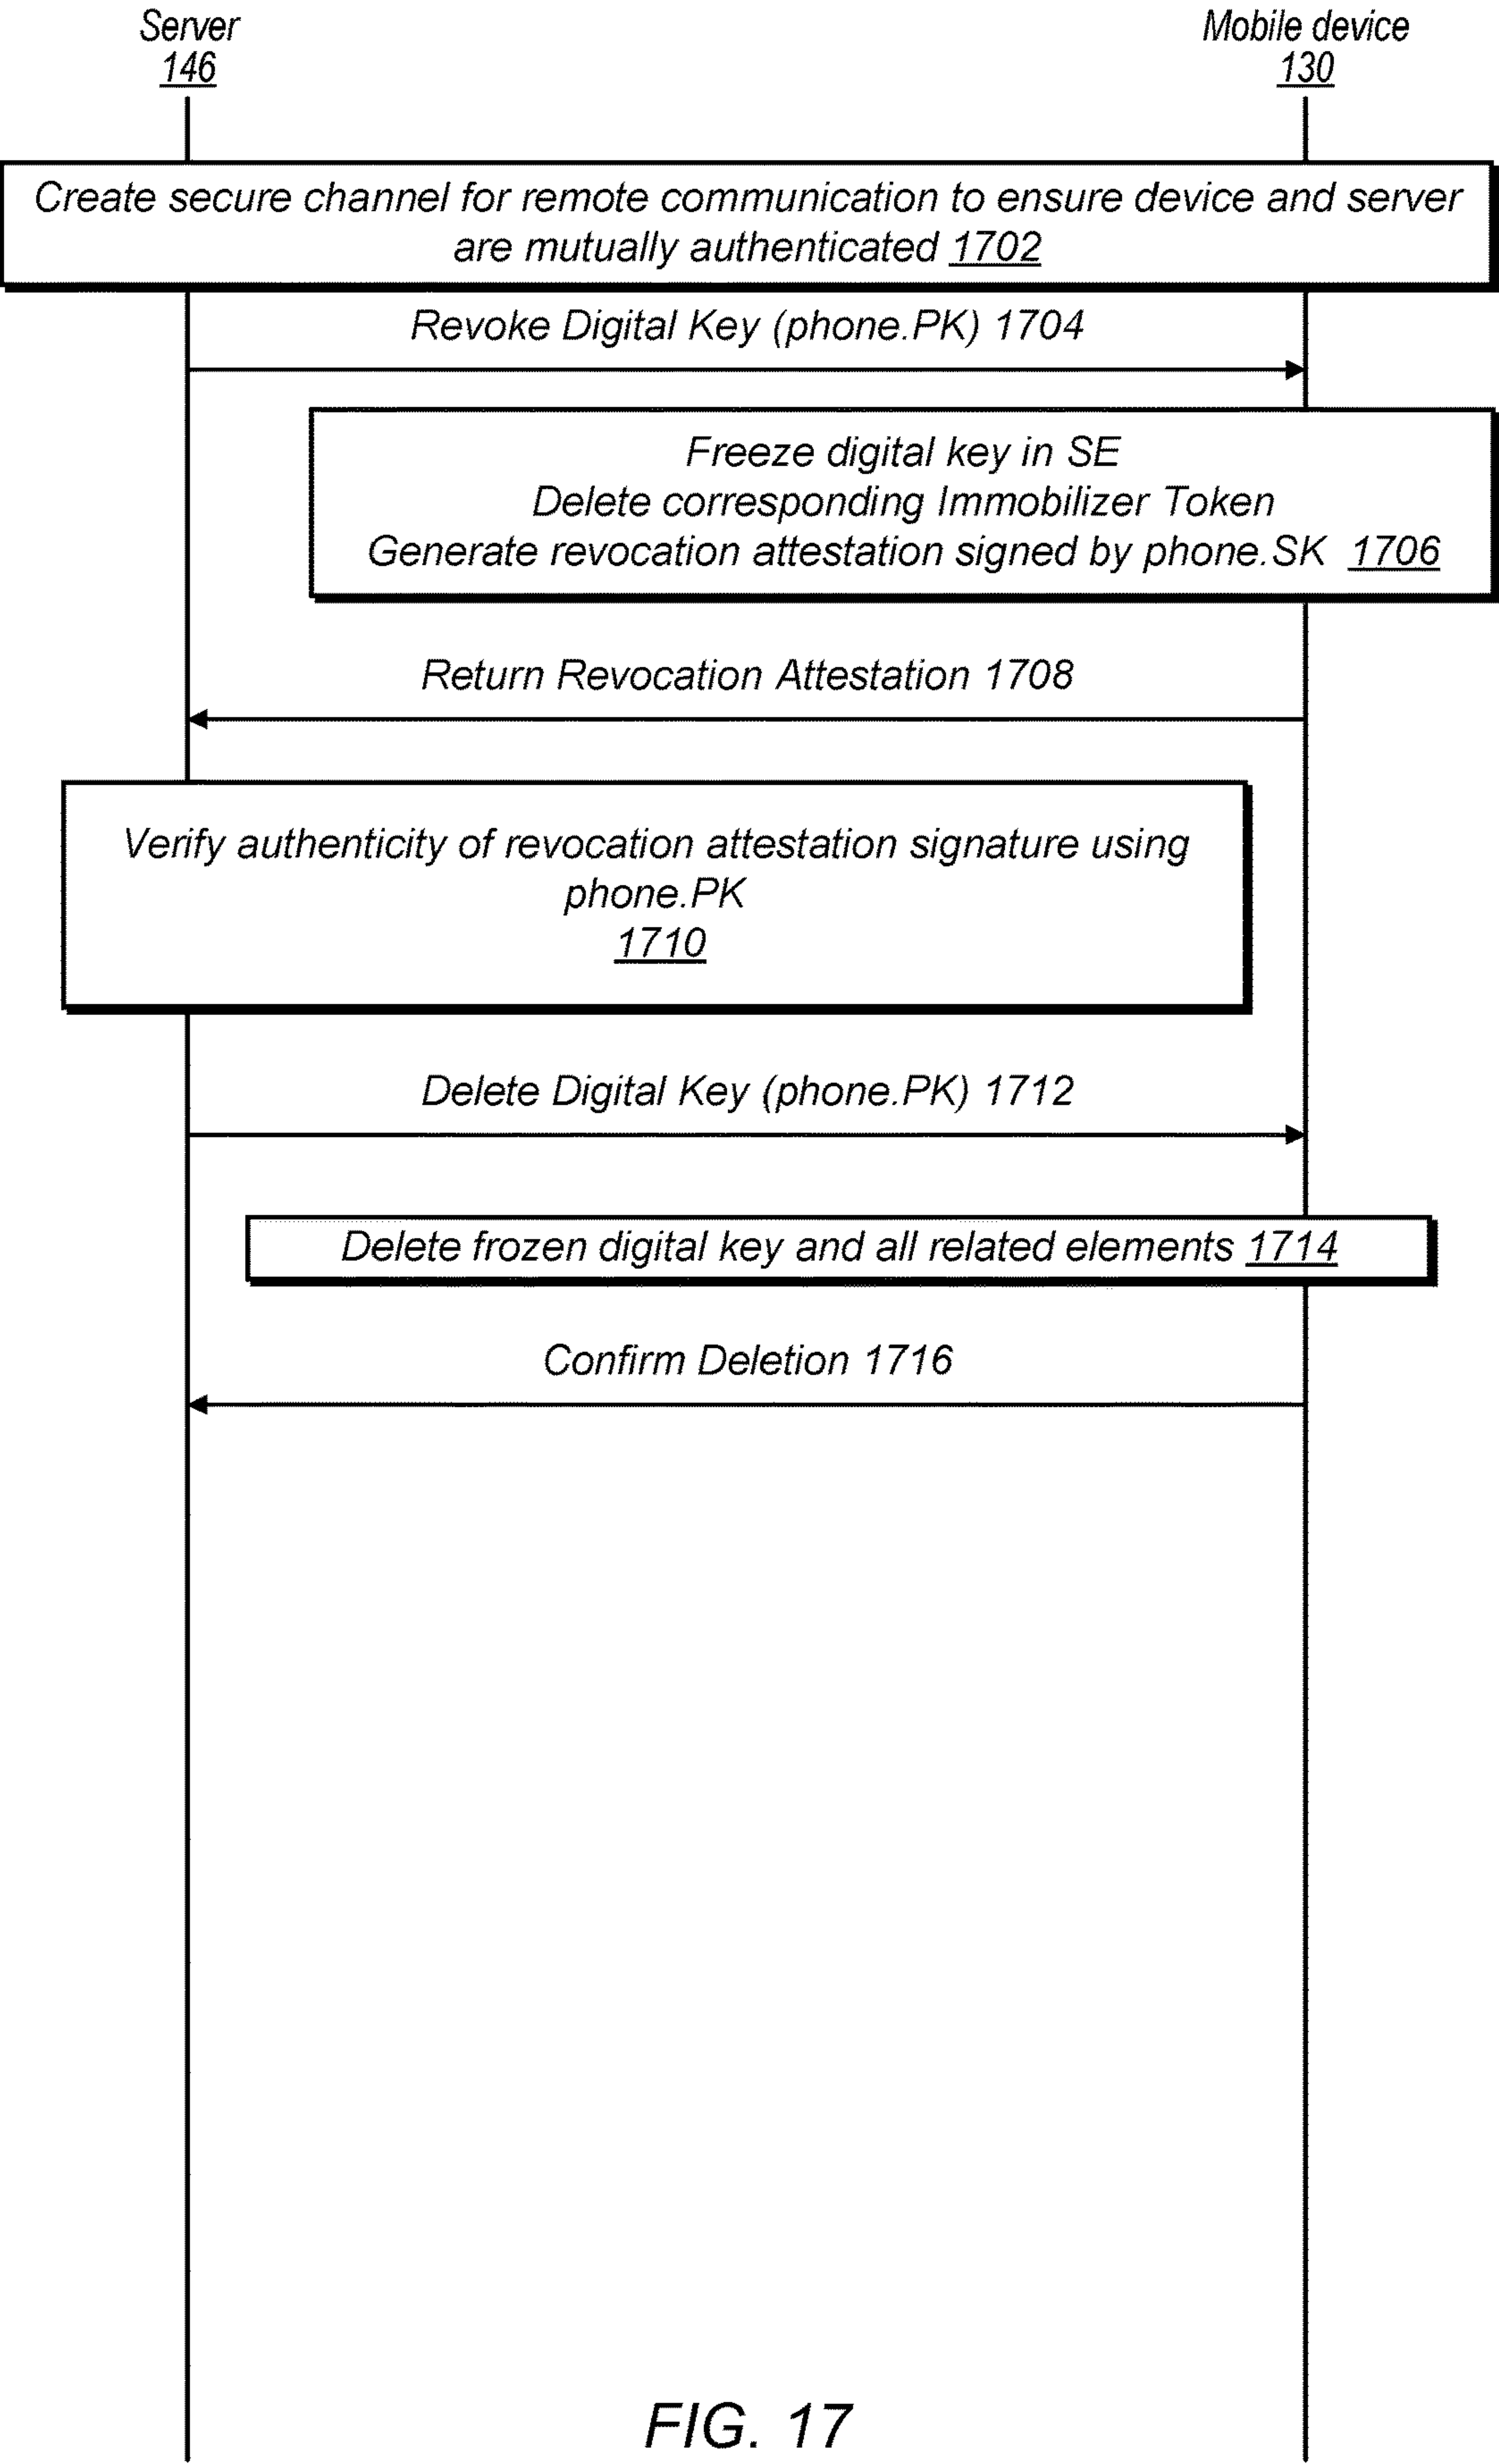 Server
146
Mobile device
130
Create secure channel for remote communication to ensure device and server
are mutually authenticated 1702
Revoke Digital Key (phone.PK) 1704
Freeze digital key in SE
Delete corresponding Immobilizer Token
Generate revocation attestation signed by phone.SK 1706
Return Revocation Attestation 1708
Verify authenticity of revocation attestation signature using
phone.PK
1710
Delete Digital Key (phone.PK) 1712
Delete frozen digital key and all related elements 1714
Confirm Deletion 1716
FIG. 17